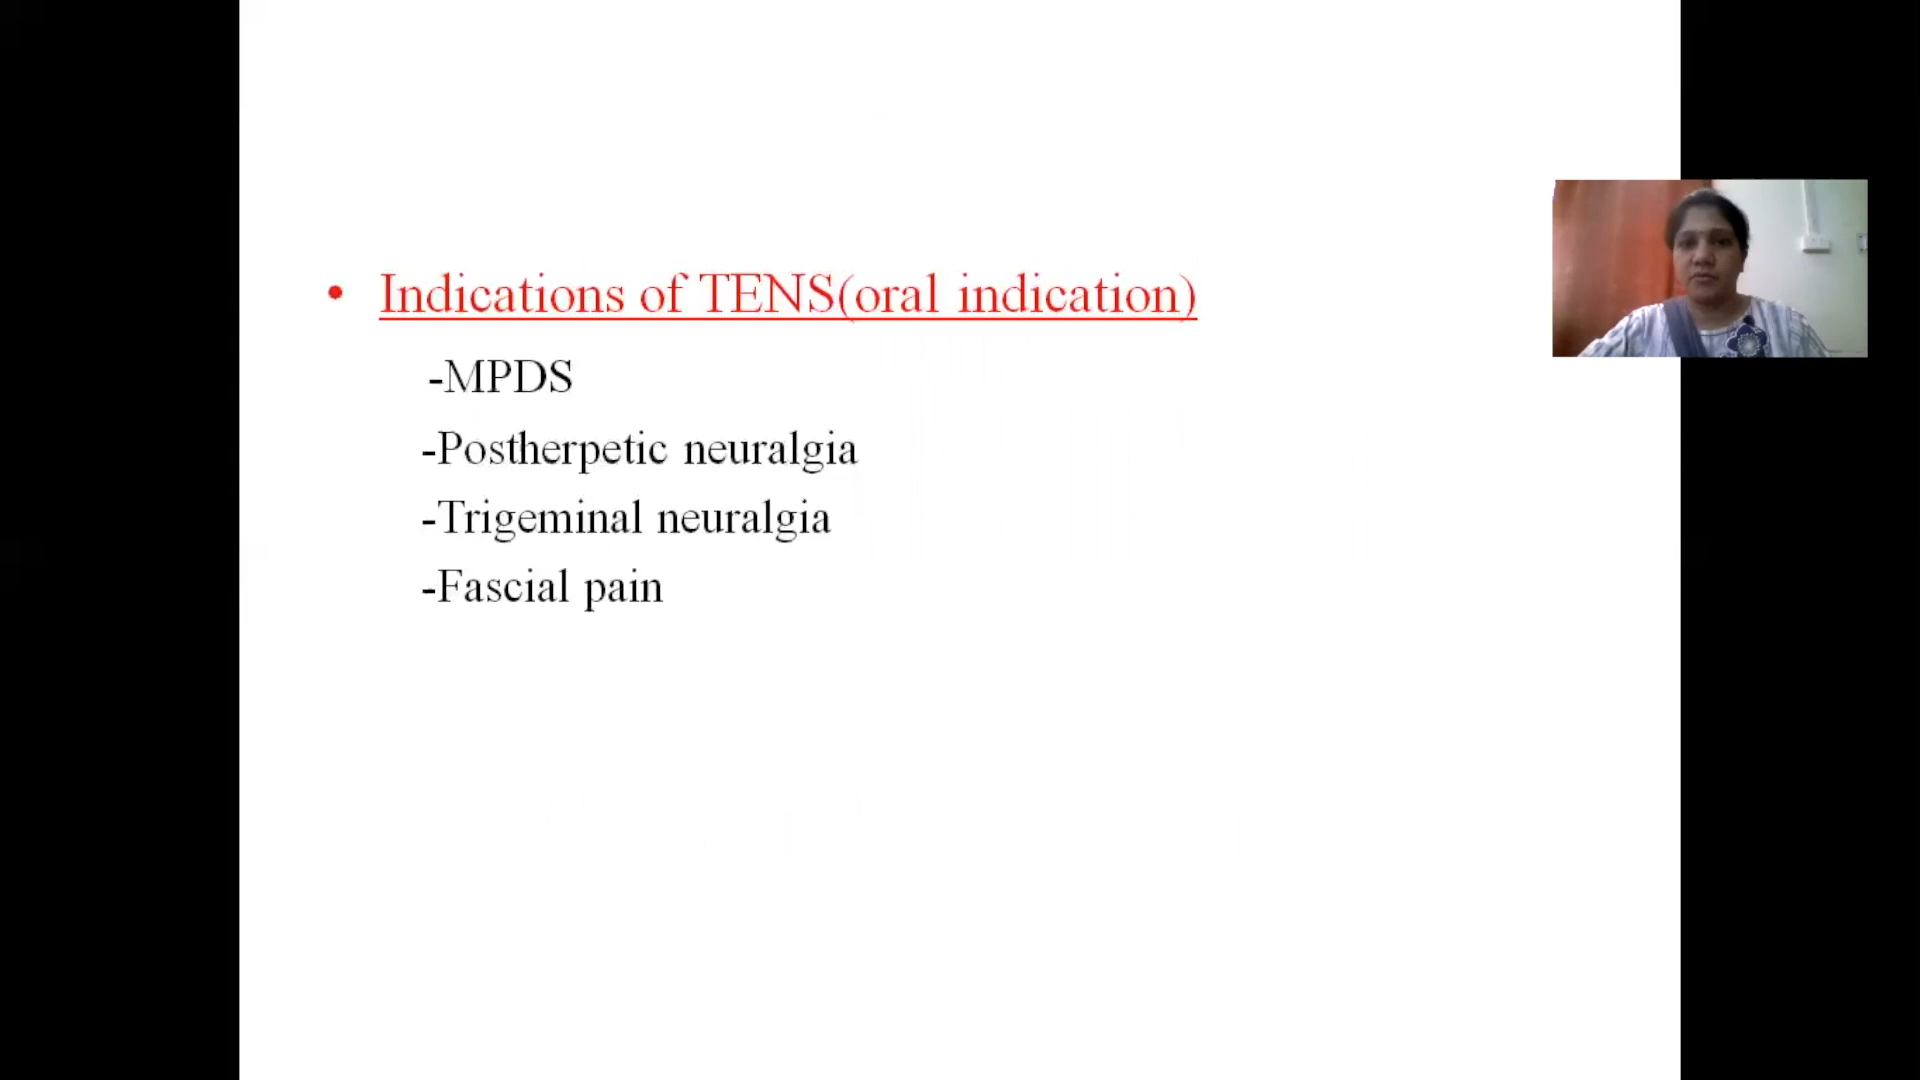 • Indications of TENS(oral indication)
-MPDS
-Postherpetic neuralgia
-Trigeminal neuralgia
-Fascial pain